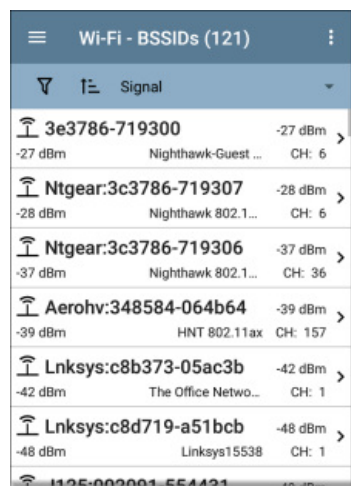 Wi-Fi - BSSIDs (121)
Signal
3e3786-719300 -27 dBm
-27 dBm Nighthawk-Guest ... CH: 6
Ntgear:3c3786-719307 -28 dBm
-28 dBm Nighthawk 802.1... CH: 6
Ntgear:3c3786-719306 -37 dBm
-37 dBm Nighthawk 802.1... CH: 36
Aerohv:348584-064b64 -39 dBm
-39 dBm HNT 802.11ax CH: 157
Lnksys:c8b373-05ac3b -42 dBm
-42 dBm The Office Netwo... CH: 1
Lnksys:c8d719-a51bcb -48 dBm
-48 dBm Linksys15538 CH: 1